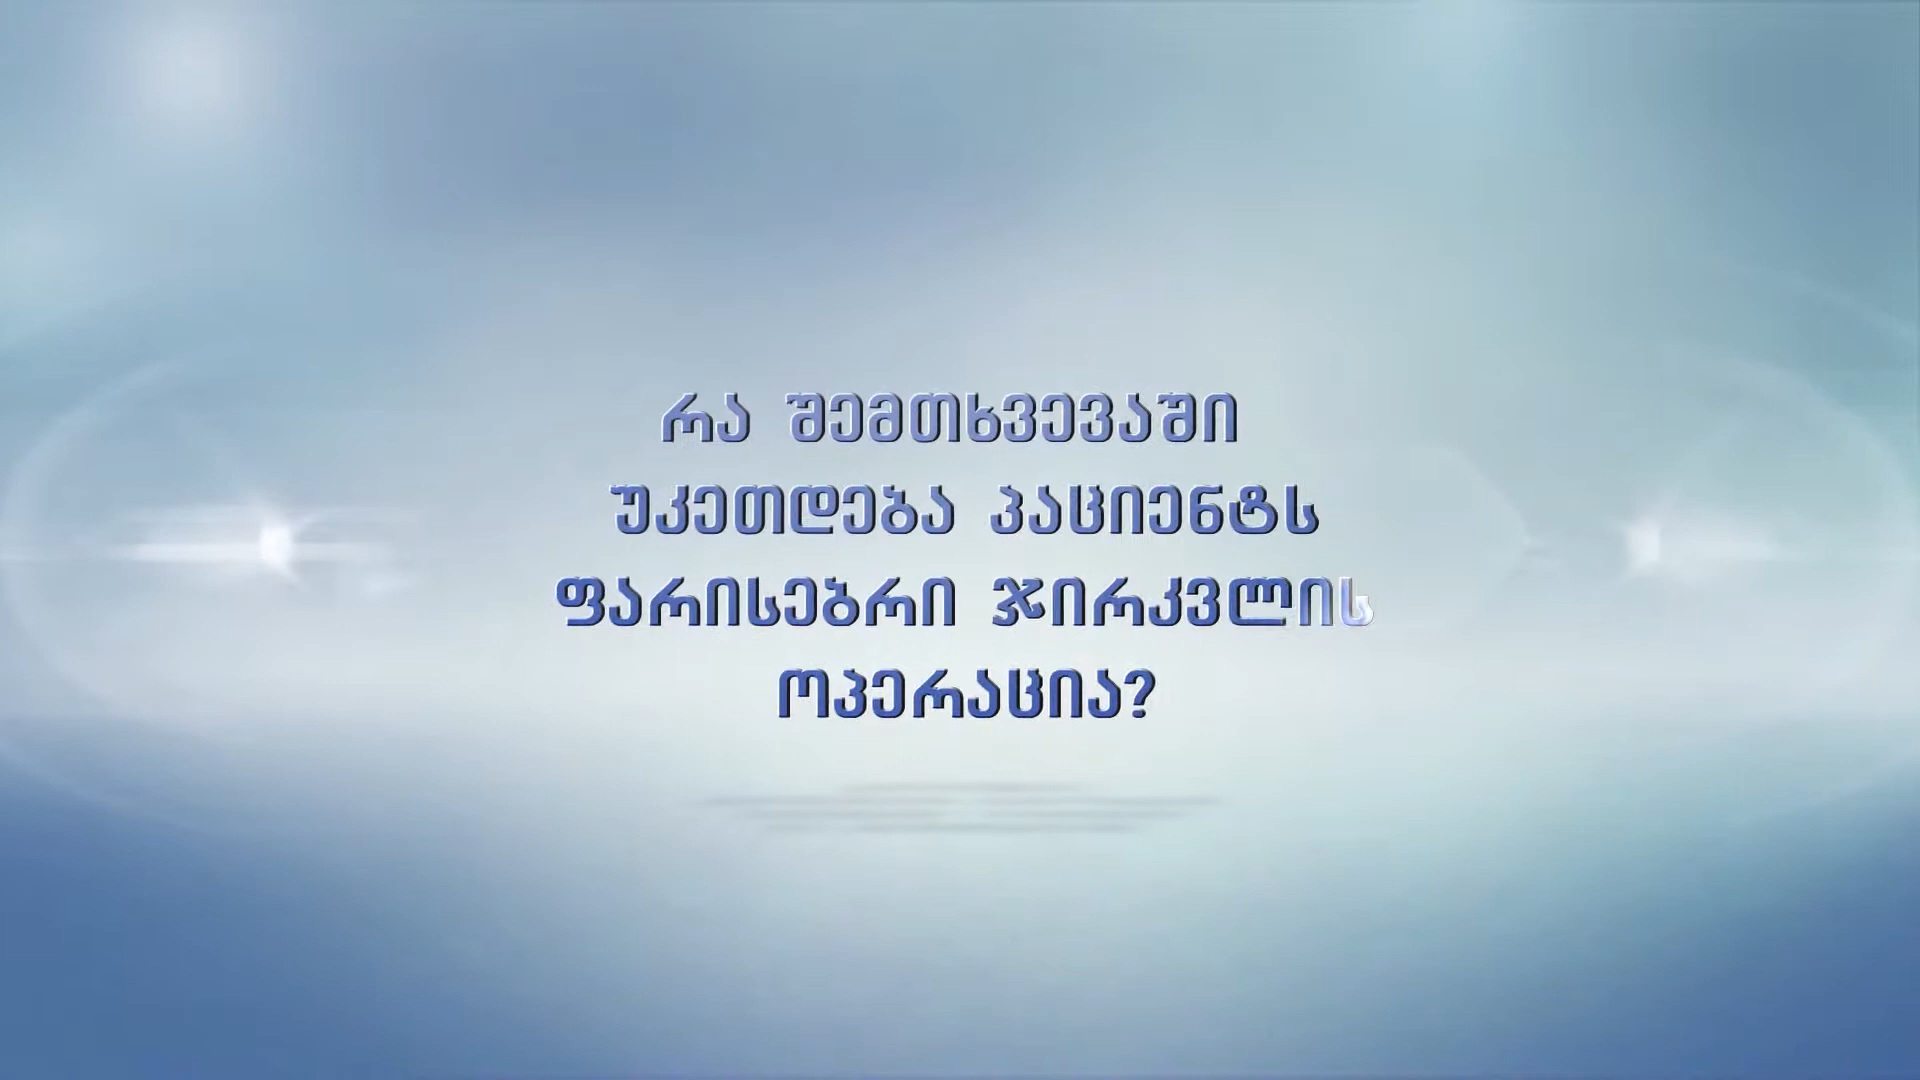 რა შემთხვევაში
უკეთდება პაციენტს
ფარისებრი ჯირკვლის
ოპერაცია?